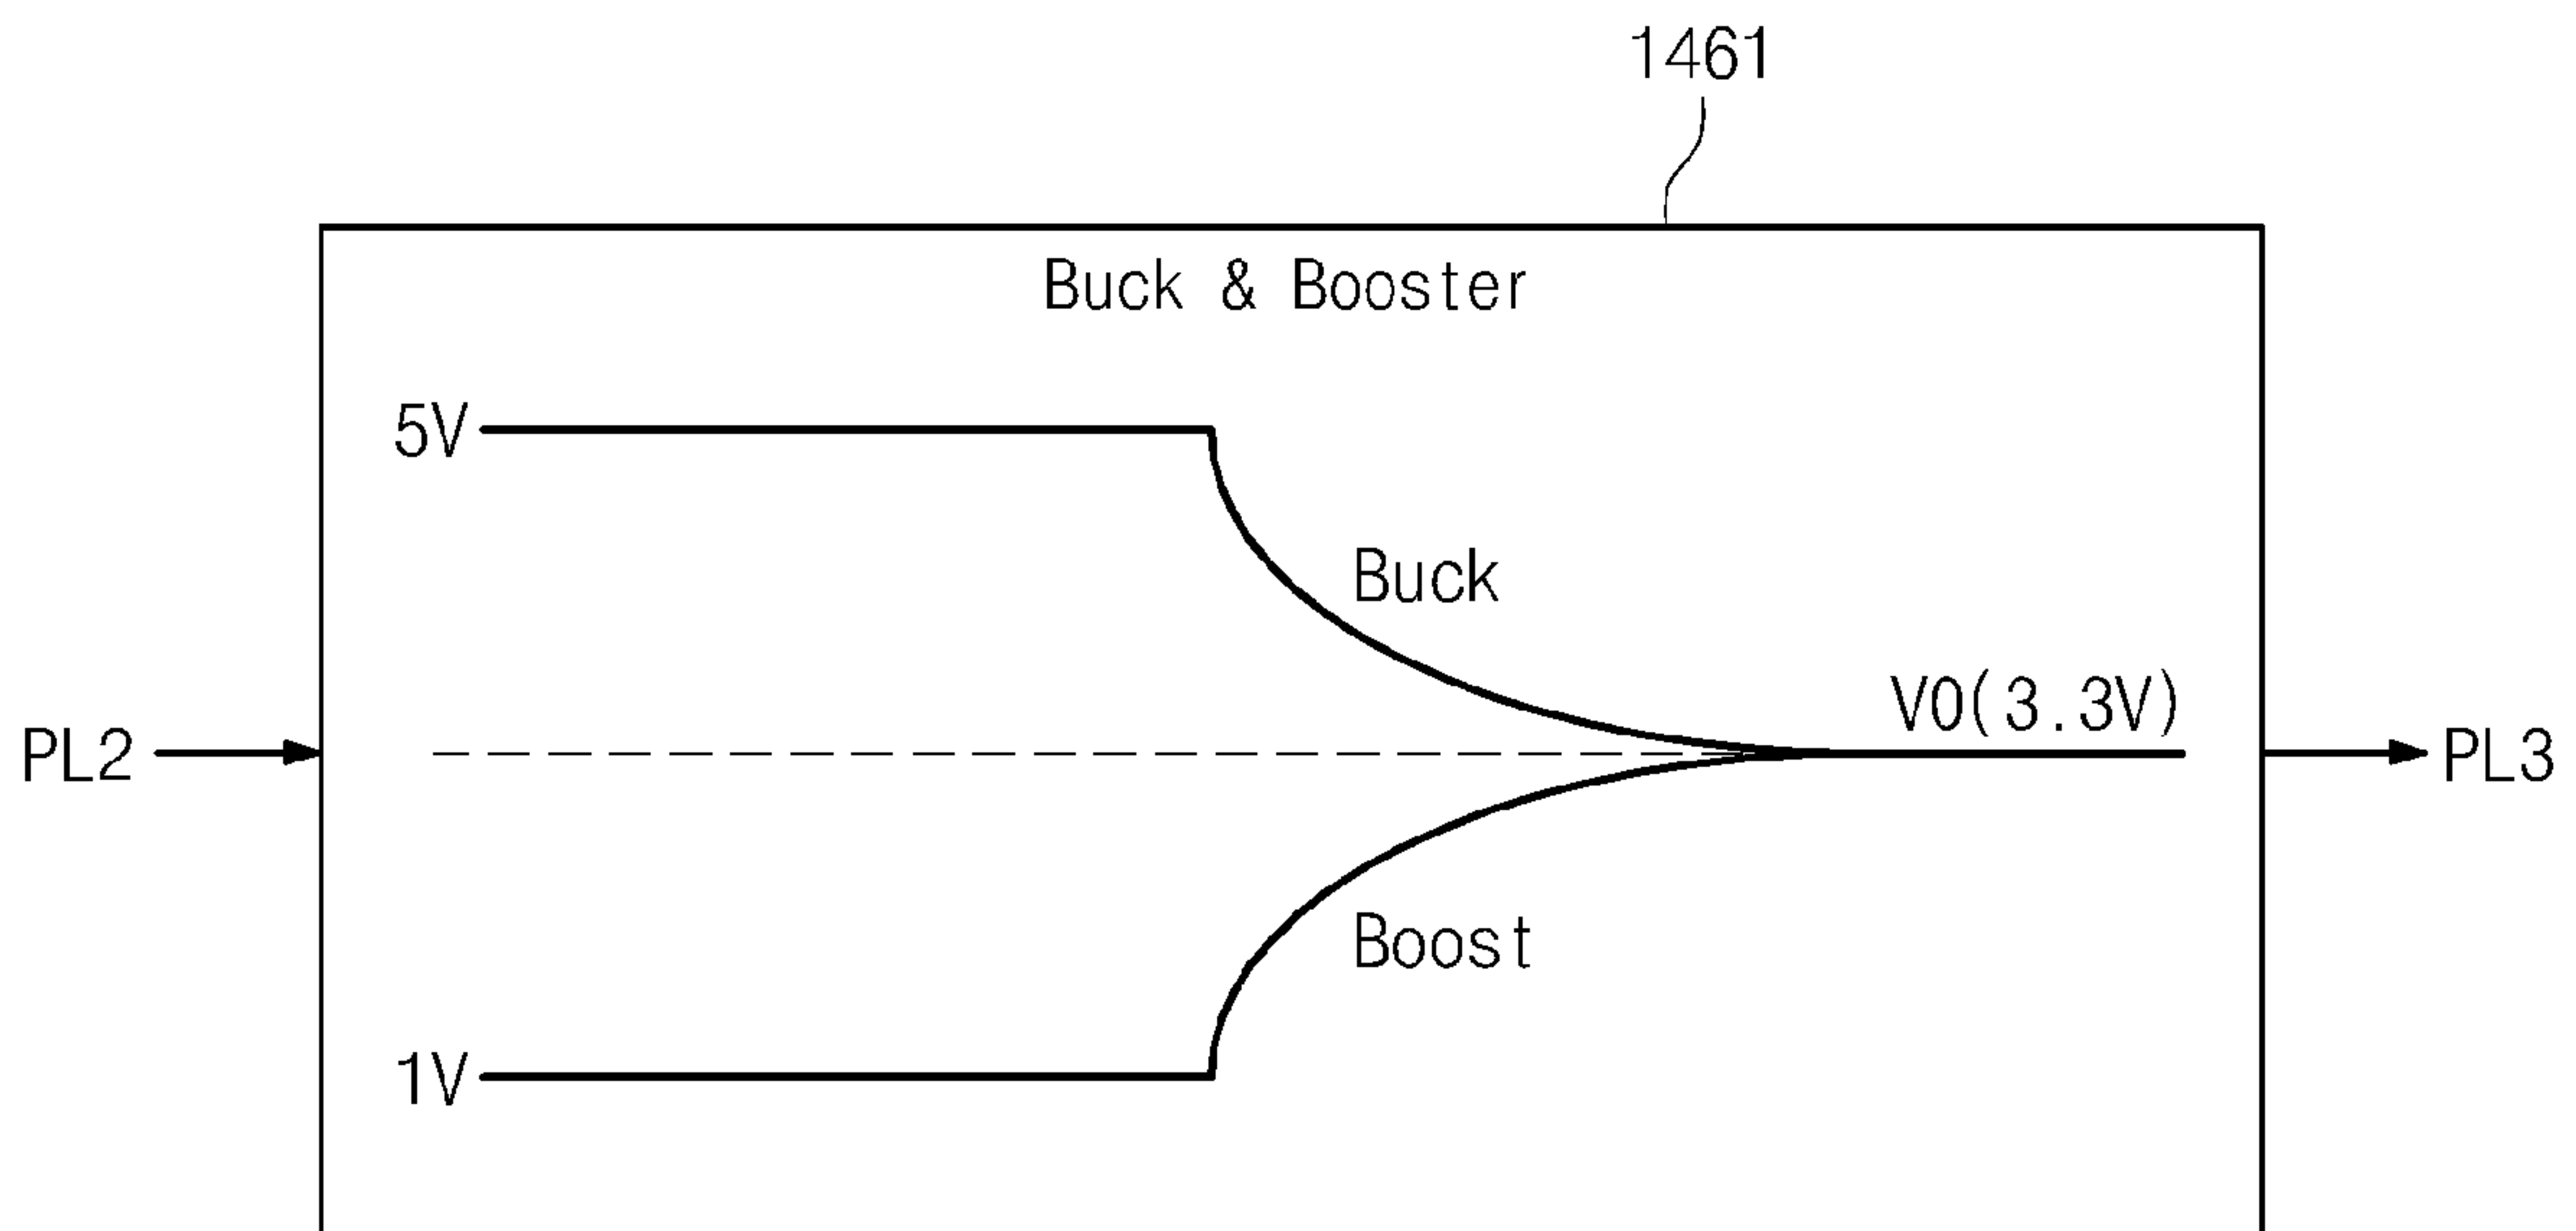 1461
Buck & Booster
5V
Buck
V0(3.3V)
PL2
PL3
Boost
1V